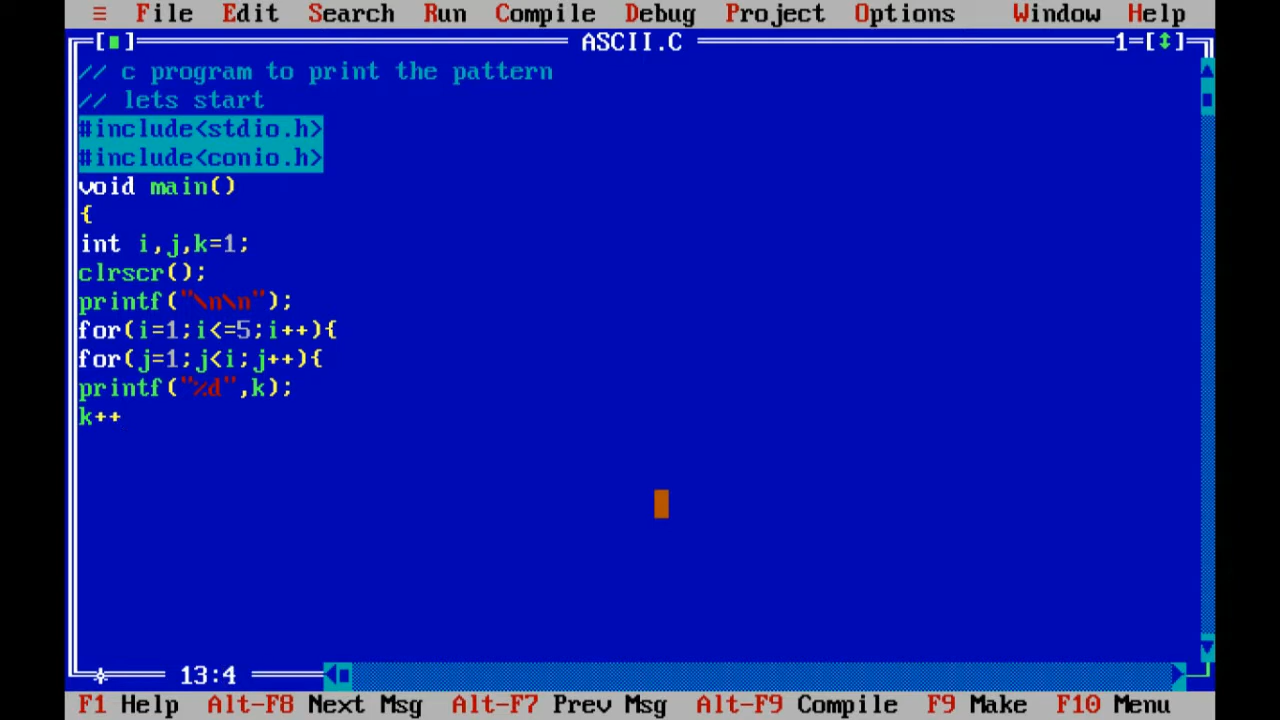 ≡ File Edit Search Run Compile Debug Project Options Window Help
[■] ASCII.C 1=[↕]
// c program to print the pattern
// lets start
#include<stdio.h>
#include<conio.h>
void main()
{
int i,j,k=1;
clrscr();
printf("\n\n");
for(i=1;i<=5;i++){
for(j=1;j<i;j++){
printf("%d",k);
k++
13:4
F1 Help Alt-F8 Next Msg Alt-F7 Prev Msg Alt-F9 Compile F9 Make F10 Menu